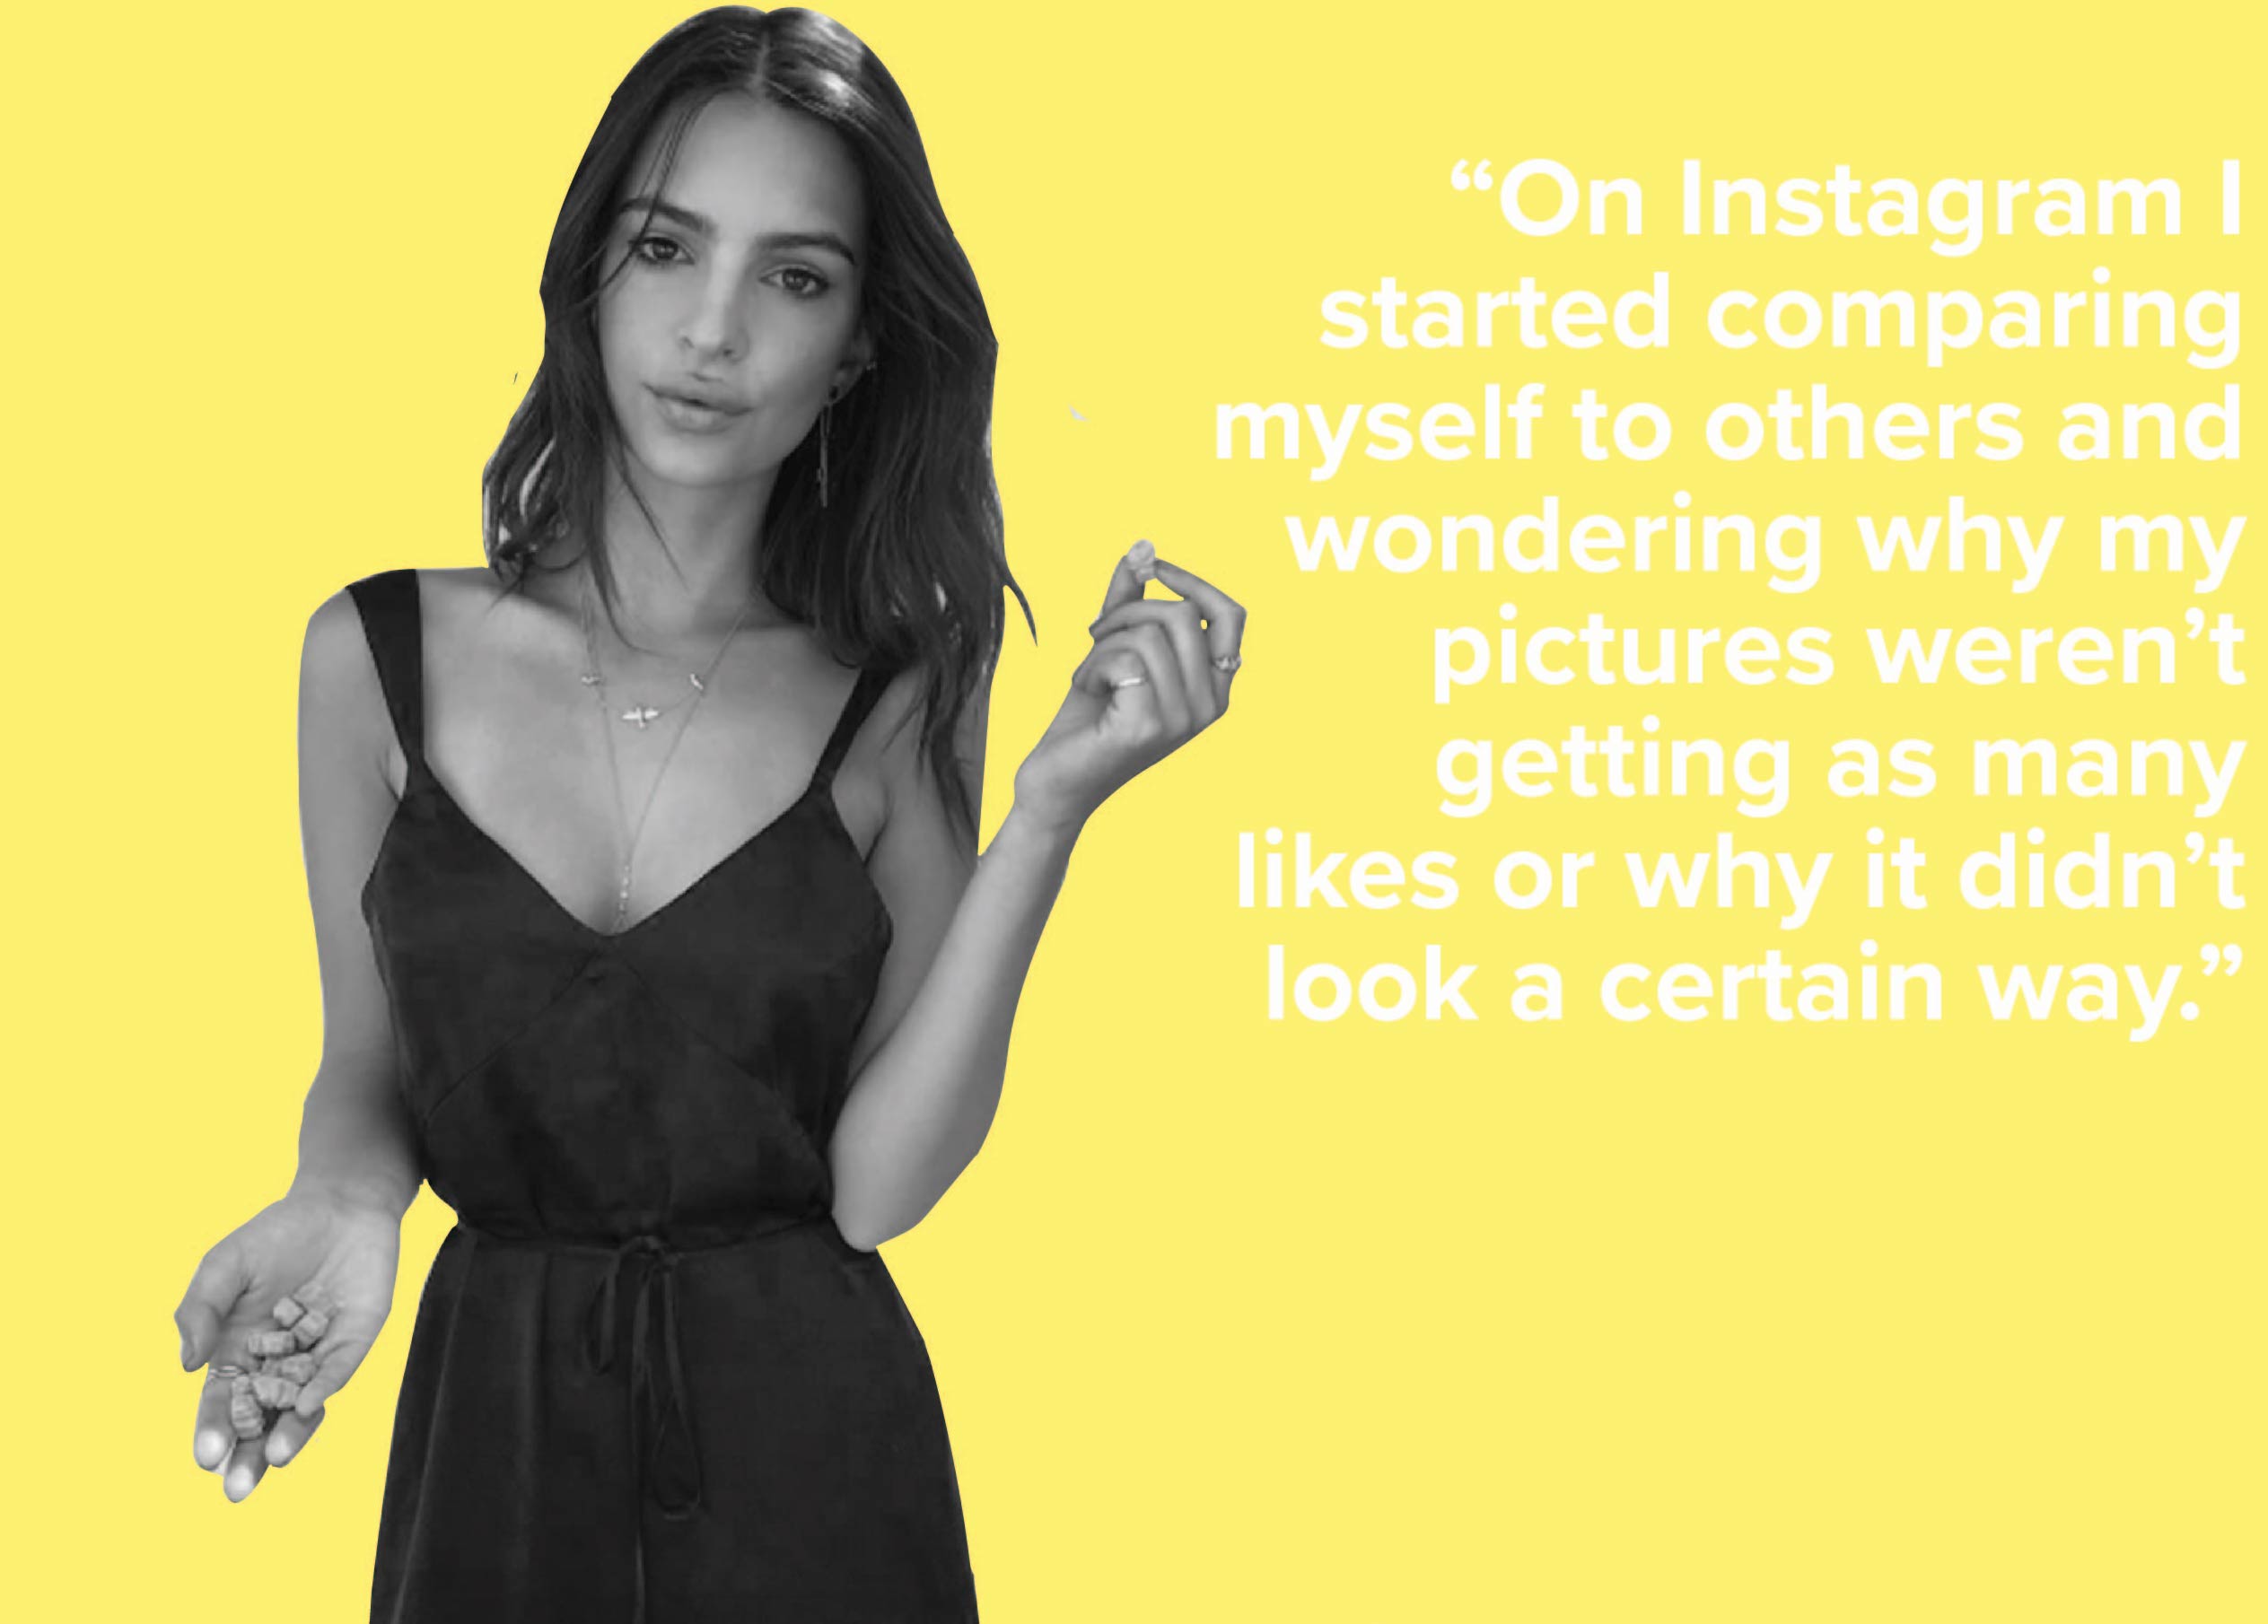 “On Instagram I
started comparing
myself to others and
wondering why my
pictures weren’t
getting as many
likes or why it didn’t
look a certain way.”